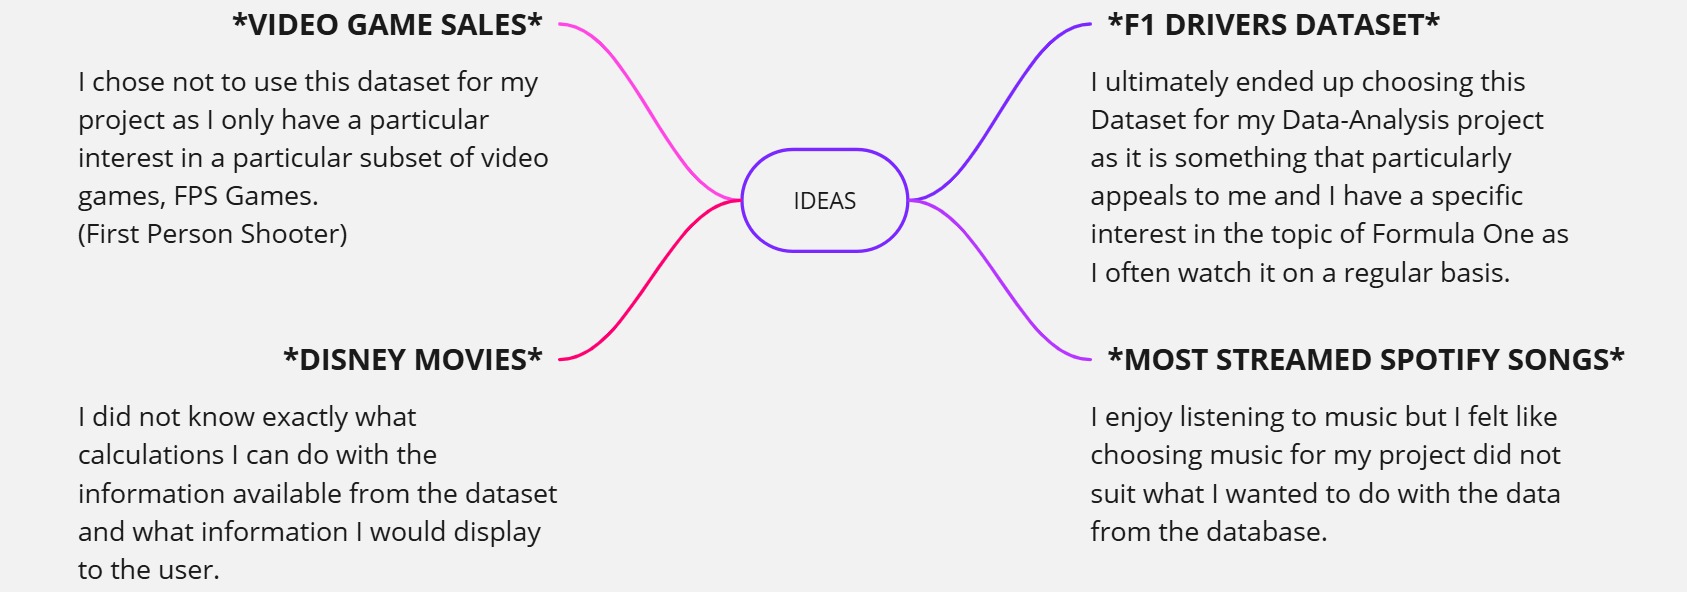 *VIDEO GAME SALES*
I chose not to use this dataset for my
project as I only have a particular
interest in a particular subset of video
games, FPS Games.
(First Person Shooter)
*DISNEY MOVIES*
I did not know exactly what
calculations I can do with the
information available from the dataset
and what information I would display
to the user.
IDEAS
*F1 DRIVERS DATASET*
I ultimately ended up choosing this
Dataset for my Data-Analysis project
as it is something that particularly
appeals to me and I have a specific
interest in the topic of Formula One as
I often watch it on a regular basis.
*MOST STREAMED SPOTIFY SONGS*
I enjoy listening to music but I felt like
choosing music for my project did not
suit what I wanted to do with the data
from the database.